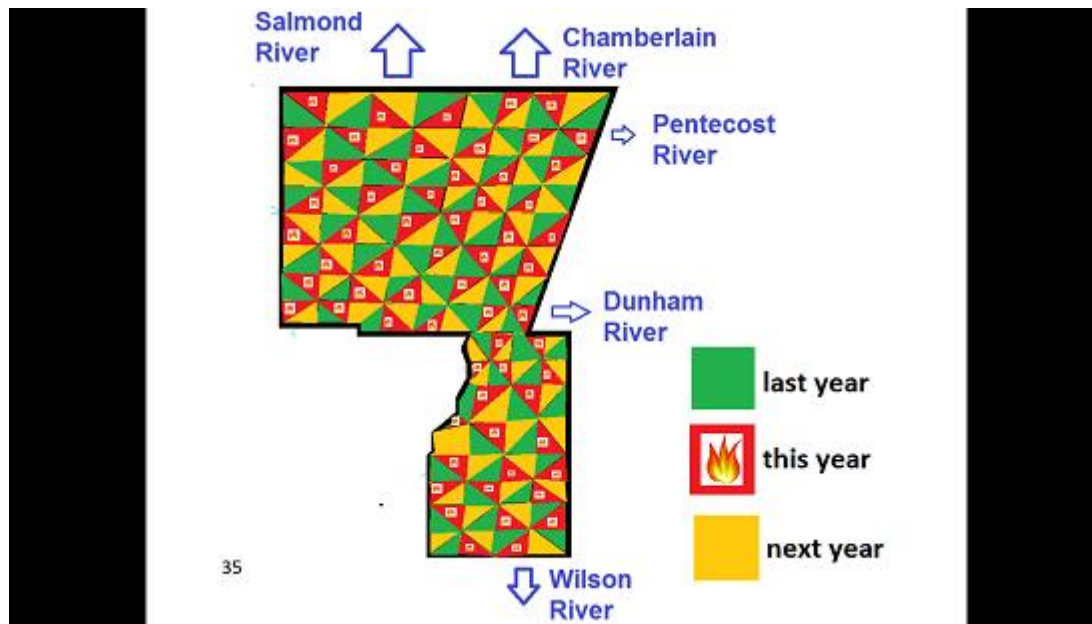 Salmond
River
Chamberlain
River
Pentecost
River
Dunham
River
last year
this year
next year
35
Wilson
River